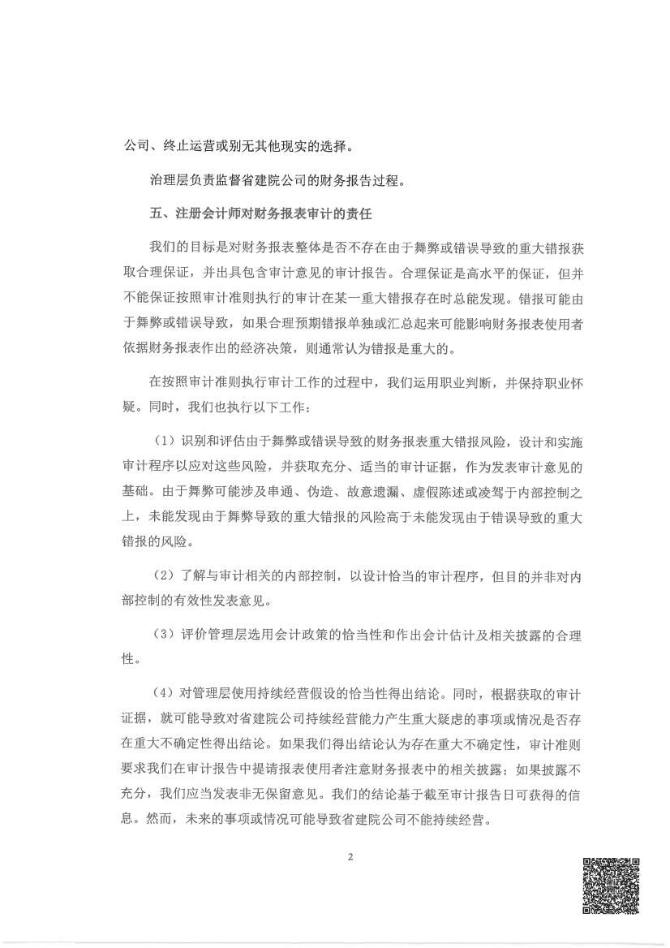 公司、终止运营或别无其他现实的选择。
治理层负责监督省建院公司的财务报告过程。
五、注册会计师对财务报表审计的责任
我们的目标是对财务报表整体是否不存在由于舞弊或错误导致的重大错报获
取合理保证，并出具包含审计意见的审计报告。合理保证是高水平的保证，但并
不能保证按照审计准则执行的审计在某一重大错报存在时总能发现。错报可能由
于舞弊或错误导致，如果合理预期错报单独或汇总起来可能影响财务报表使用者
依据财务报表作出的经济决策，则通常认为错报是重大的。
在按照审计准则执行审计工作的过程中，我们运用职业判断，并保持职业怀
疑。同时，我们也执行以下工作：
（1）识别和评估由于舞弊或错误导致的财务报表重大错报风险，设计和实施
审计程序以应对这些风险，并获取充分、适当的审计证据，作为发表审计意见的
基础。由于舞弊可能涉及串通、伪造、故意遗漏、虚假陈述或凌驾于内部控制之
上，未能发现由于舞弊导致的重大错报的风险高于未能发现由于错误导致的重大
错报的风险。
（2）了解与审计相关的内部控制，以设计恰当的审计程序，但目的并非对内
部控制的有效性发表意见。
（3）评价管理层选用会计政策的恰当性和作出会计估计及相关披露的合理
性。
（4）对管理层使用持续经营假设的恰当性得出结论。同时，根据获取的审计
证据，就可能导致对省建院公司持续经营能力产生重大疑虑的事项或情况是否存
在重大不确定性得出结论。如果我们得出结论认为存在重大不确定性，审计准则
要求我们在审计报告中提请报表使用者注意财务报表中的相关披露；如果披露不
充分，我们应当发表非无保留意见。我们的结论基于截至审计报告日可获得的信
息。然而，未来的事项或情况可能导致省建院公司不能持续经营。
2